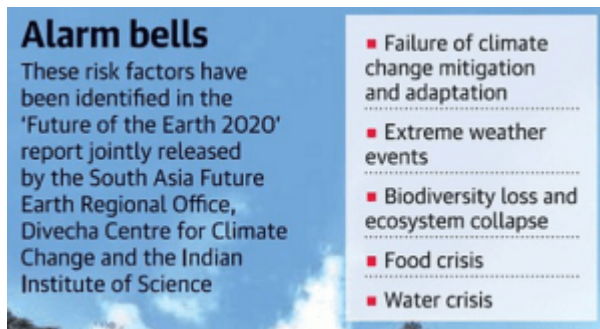 Alarm bells
These risk factors have
been identified in the
‘Future of the Earth 2020’
report jointly released
by the South Asia Future
Earth Regional Office,
Divecha Centre for Climate
Change and the Indian
Institute of Science
■ Failure of climate
change mitigation
and adaptation
■ Extreme weather
events
■ Biodiversity loss and
ecosystem collapse
■ Food crisis
■ Water crisis